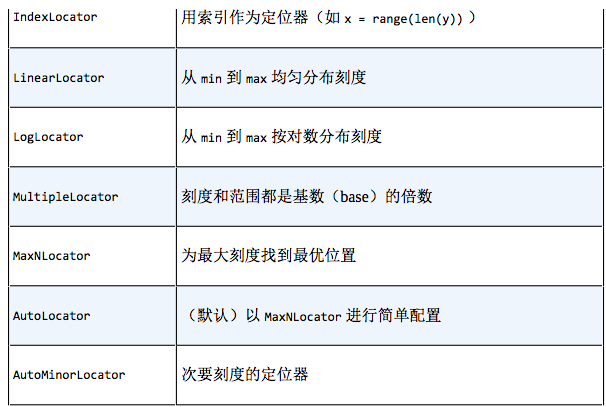 IndexLocator 用索引作为定位器（如 x = range(len(y))）
LinearLocator 从 min 到 max 均匀分布刻度
LogLocator 从 min 到 max 按对数分布刻度
MultipleLocator 刻度和范围都是基数（base）的倍数
MaxNLocator 为最大刻度找到最优位置
AutoLocator （默认）以 MaxNLocator 进行简单配置
AutoMinorLocator 次要刻度的定位器